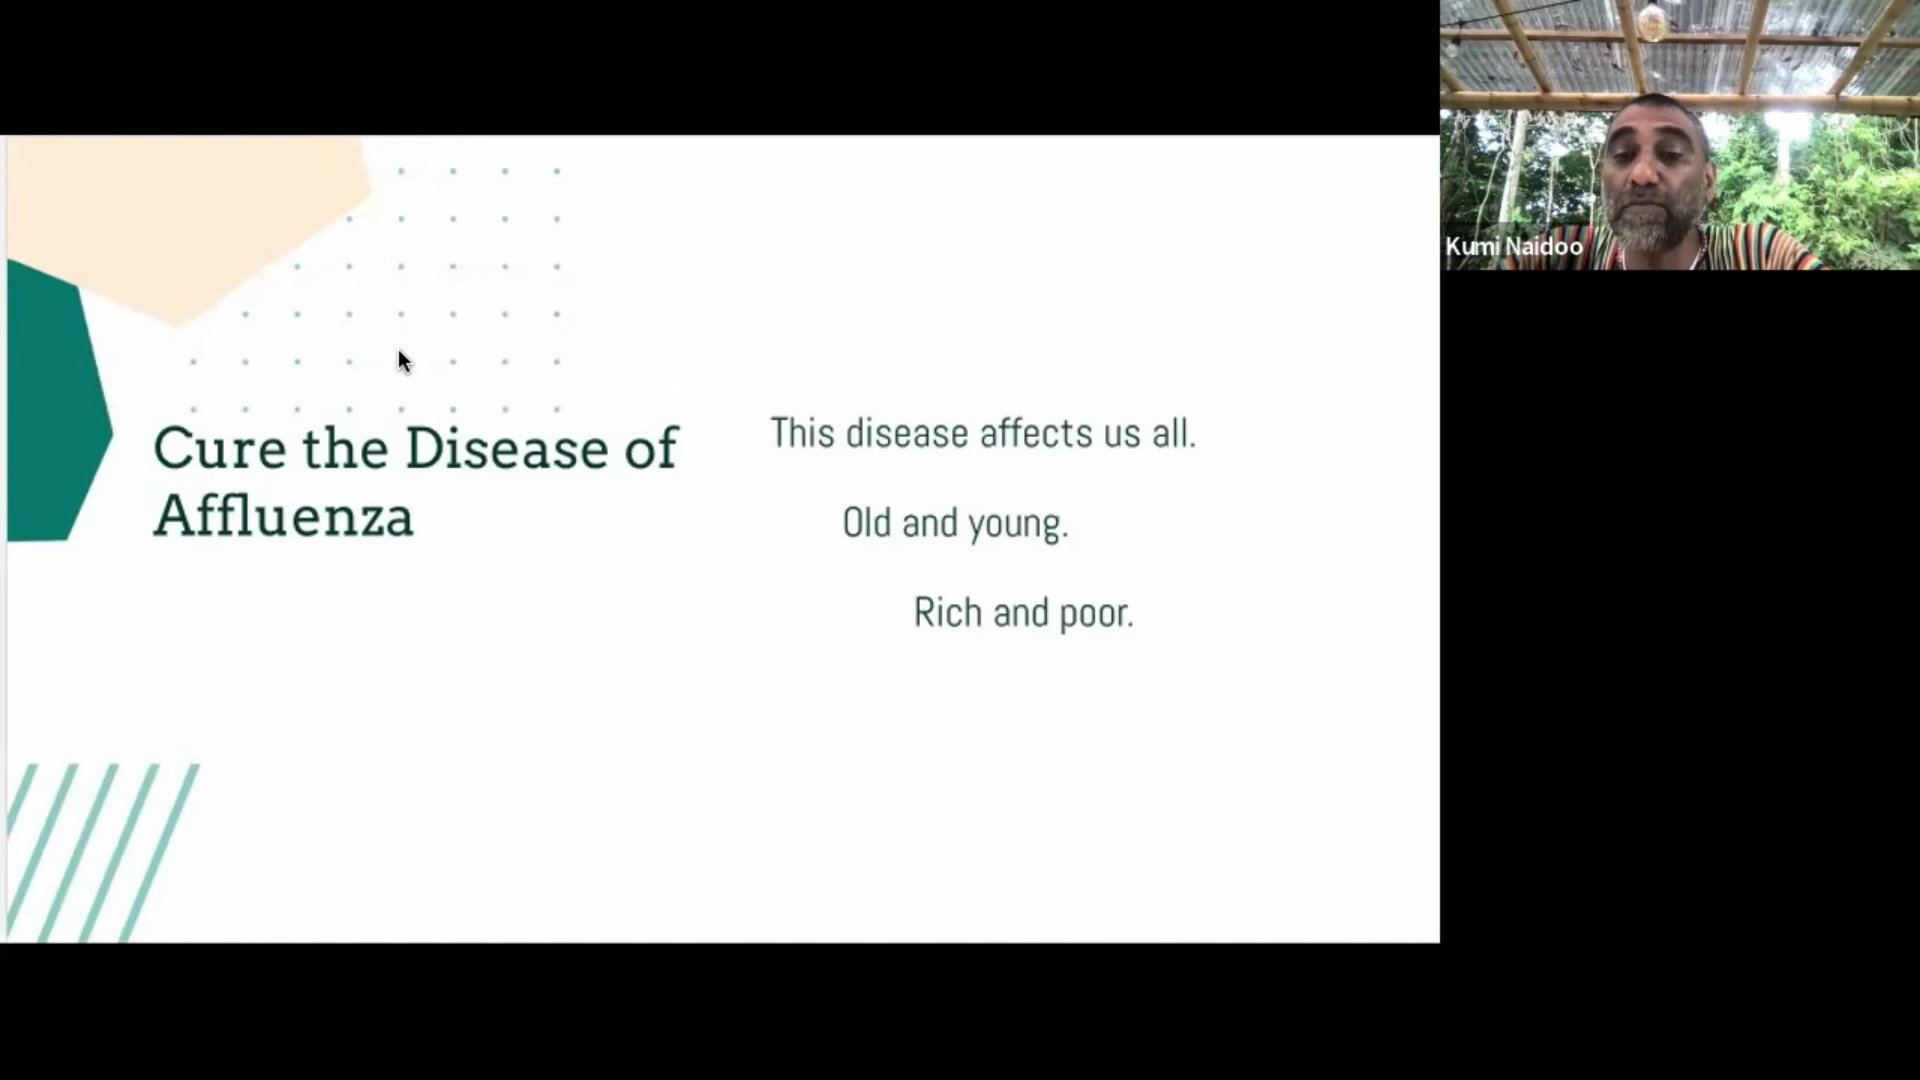 Cure the Disease of
Affluenza
This disease affects us all.
Old and young.
Rich and poor.
Kumi Naidoo